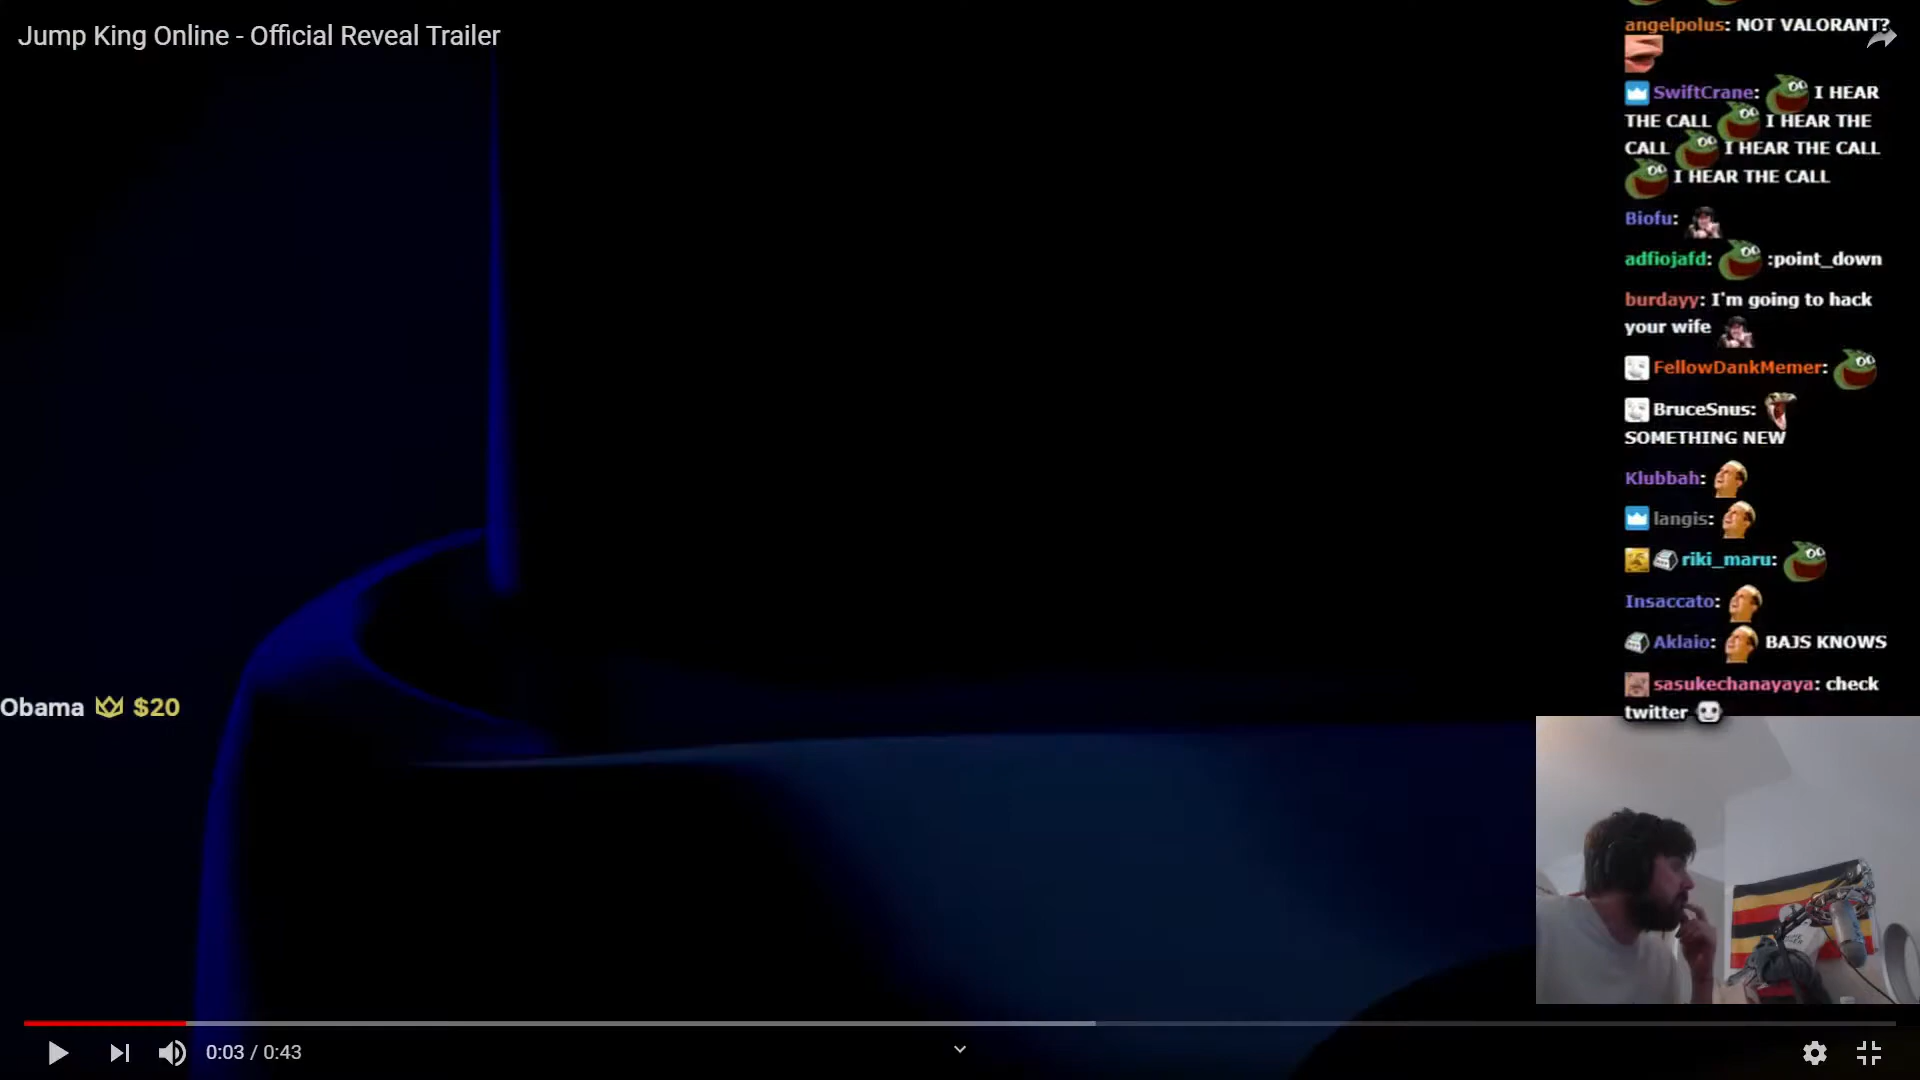 Jump King Online - Official Reveal Trailer
angelpolus: NOT VALORANT?
SwiftCrane: I HEAR
THE CALL I HEAR THE
CALL I HEAR THE CALL
I HEAR THE CALL
Biofu:
adfiojafd: :point_down
burdayy: I'm going to hack
your wife
FellowDankMemer:
BruceSnus:
SOMETHING NEW
Klubbah:
langis:
riki_maru:
Insaccato:
Aklaio: BAJS KNOWS
sasukechanayaya: check
twitter
Obama $20
0:03 / 0:43